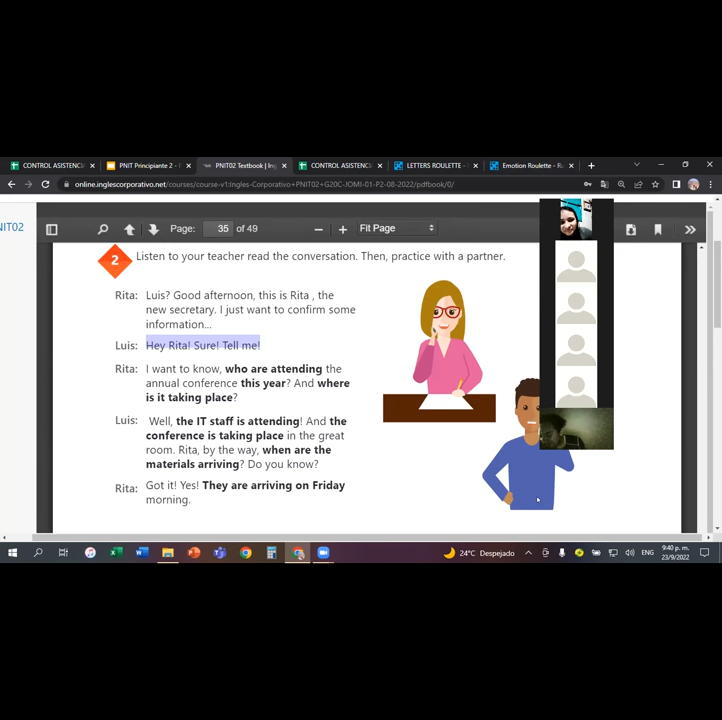 CONTROL ASISTENCI
PNIT Principiante 2 - F
PNIT02 Textbook | Ing
CONTROL ASISTENCI
LETTERS ROULETTE -
Emotion Roulette - R
online.inglescorporativo.net/courses/course-v1:Ingles-Corporativo+PNIT02+G20C-JOMI-01-P2-08-2022/pdfbook/0/
NIT02
Page: 35 of 49
Fit Page
2
Listen to your teacher read the conversation. Then, practice with a partner.
Rita: Luis? Good afternoon, this is Rita , the
new secretary. I just want to confirm some
information...
Luis: Hey Rita! Sure! Tell me!
Rita: I want to know, who are attending the
annual conference this year? And where
is it taking place?
Luis: Well, the IT staff is attending! And the
conference is taking place in the great
room. Rita, by the way, when are the
materials arriving? Do you know?
Rita: Got it! Yes! They are arriving on Friday
morning.
24°C Despejado
ENG
9:40 p. m.
23/9/2022